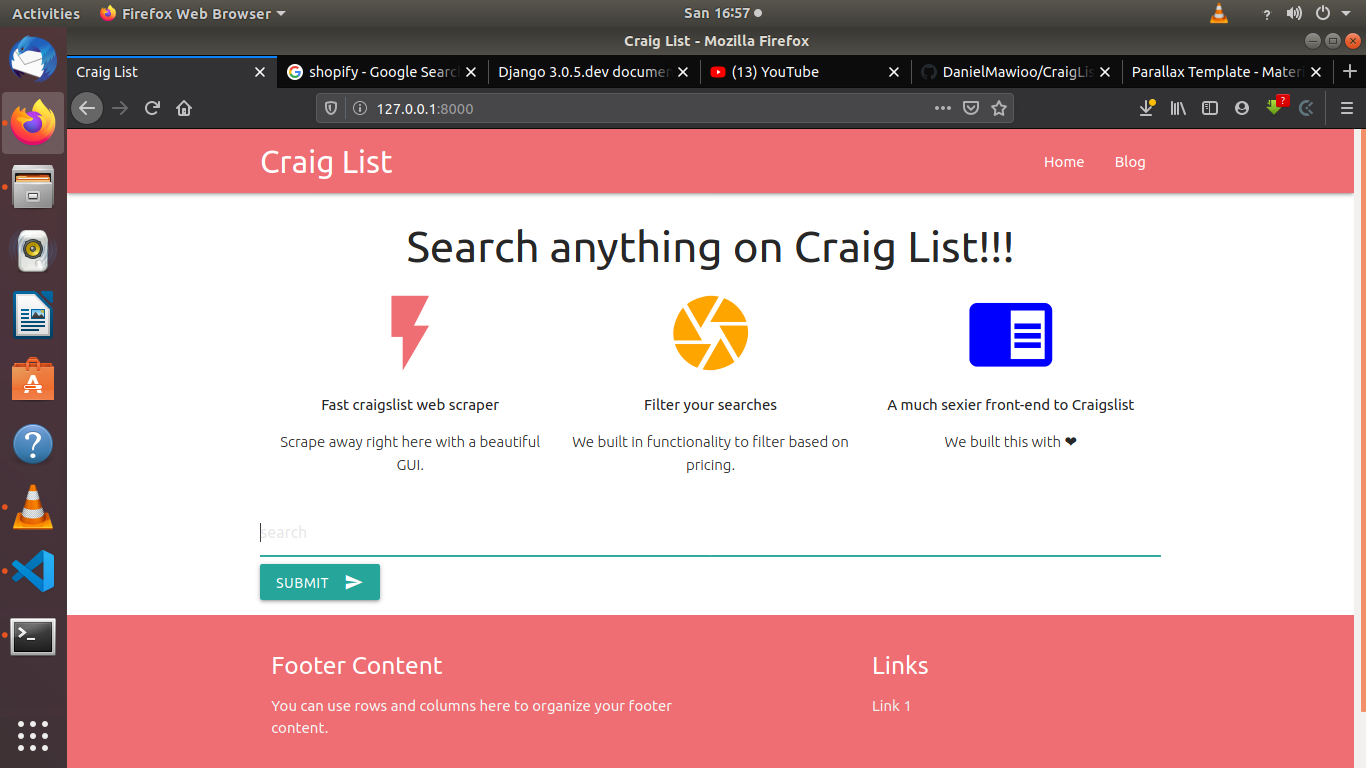 Activities
Firefox Web Browser
San 16:57
?
Craig List - Mozilla Firefox
Craig List
shopify - Google Searc
Django 3.0.5.dev documen
(13) YouTube
DanielMawioo/CraigLis
Parallax Template - Mater
127.0.0.1:8000
?
Craig List
Home
Blog
Search anything on Craig List!!!
Fast craigslist web scraper
Scrape away right here with a beautiful
GUI.
Filter your searches
We built in functionality to filter based on
pricing.
A much sexier front-end to Craigslist
We built this with ❤
search
SUBMIT
Footer Content
You can use rows and columns here to organize your footer
content.
Links
Link 1